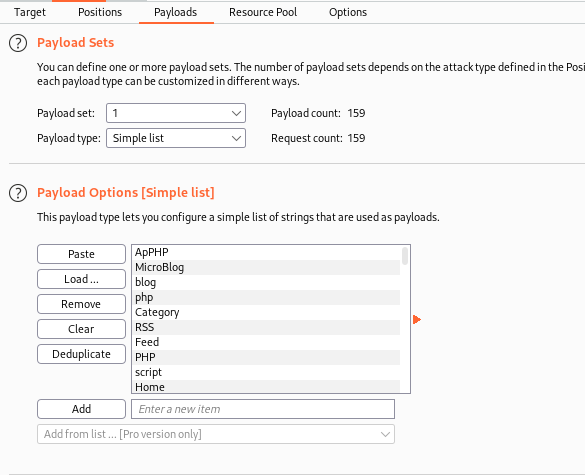 Target Positions Payloads Resource Pool Options
? Payload Sets
You can define one or more payload sets. The number of payload sets depends on the attack type defined in the Posi
each payload type can be customized in different ways.
Payload set: 1 Payload count: 159
Payload type: Simple list Request count: 159
? Payload Options [Simple list]
This payload type lets you configure a simple list of strings that are used as payloads.
Paste
Load ...
Remove
Clear
Deduplicate
ApPHP
MicroBlog
blog
php
Category
RSS
Feed
PHP
script
Home
Add Enter a new item
Add from list ... [Pro version only]